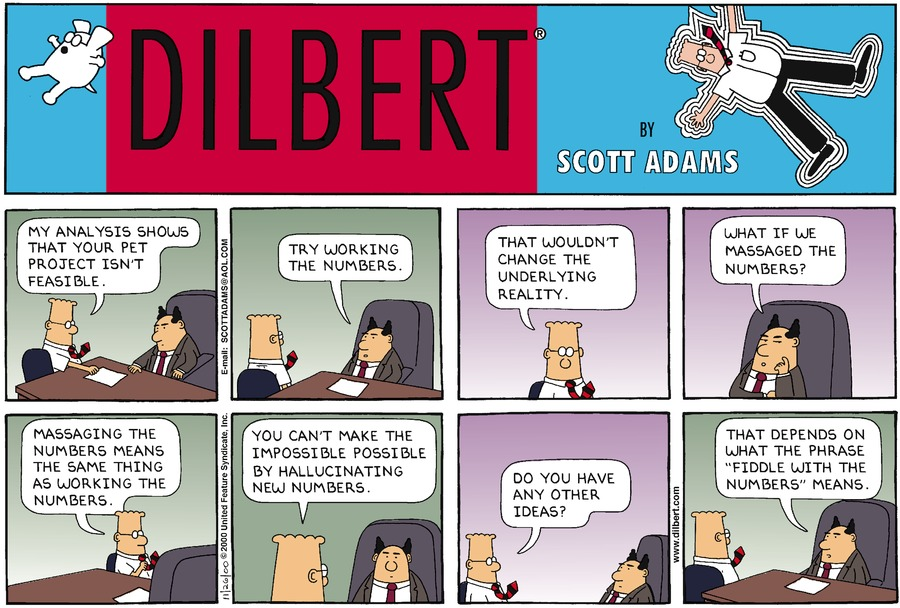 DILBERT®
BY
SCOTT ADAMS
MY ANALYSIS SHOWS
THAT YOUR PET
PROJECT ISN'T
FEASIBLE.
E-mail: SCOTTADAMS@AOL.COM
TRY WORKING
THE NUMBERS.
THAT WOULDN'T
CHANGE THE
UNDERLYING
REALITY.
WHAT IF WE
MASSAGED THE
NUMBERS?
MASSAGING THE
NUMBERS MEANS
THE SAME THING
AS WORKING THE
NUMBERS.
11/26/00 © 2000 United Feature Syndicate, Inc.
YOU CAN'T MAKE THE
IMPOSSIBLE POSSIBLE
BY HALLUCINATING
NEW NUMBERS.
DO YOU HAVE
ANY OTHER
IDEAS?
www.dilbert.com
THAT DEPENDS ON
WHAT THE PHRASE
"FIDDLE WITH THE
NUMBERS" MEANS.